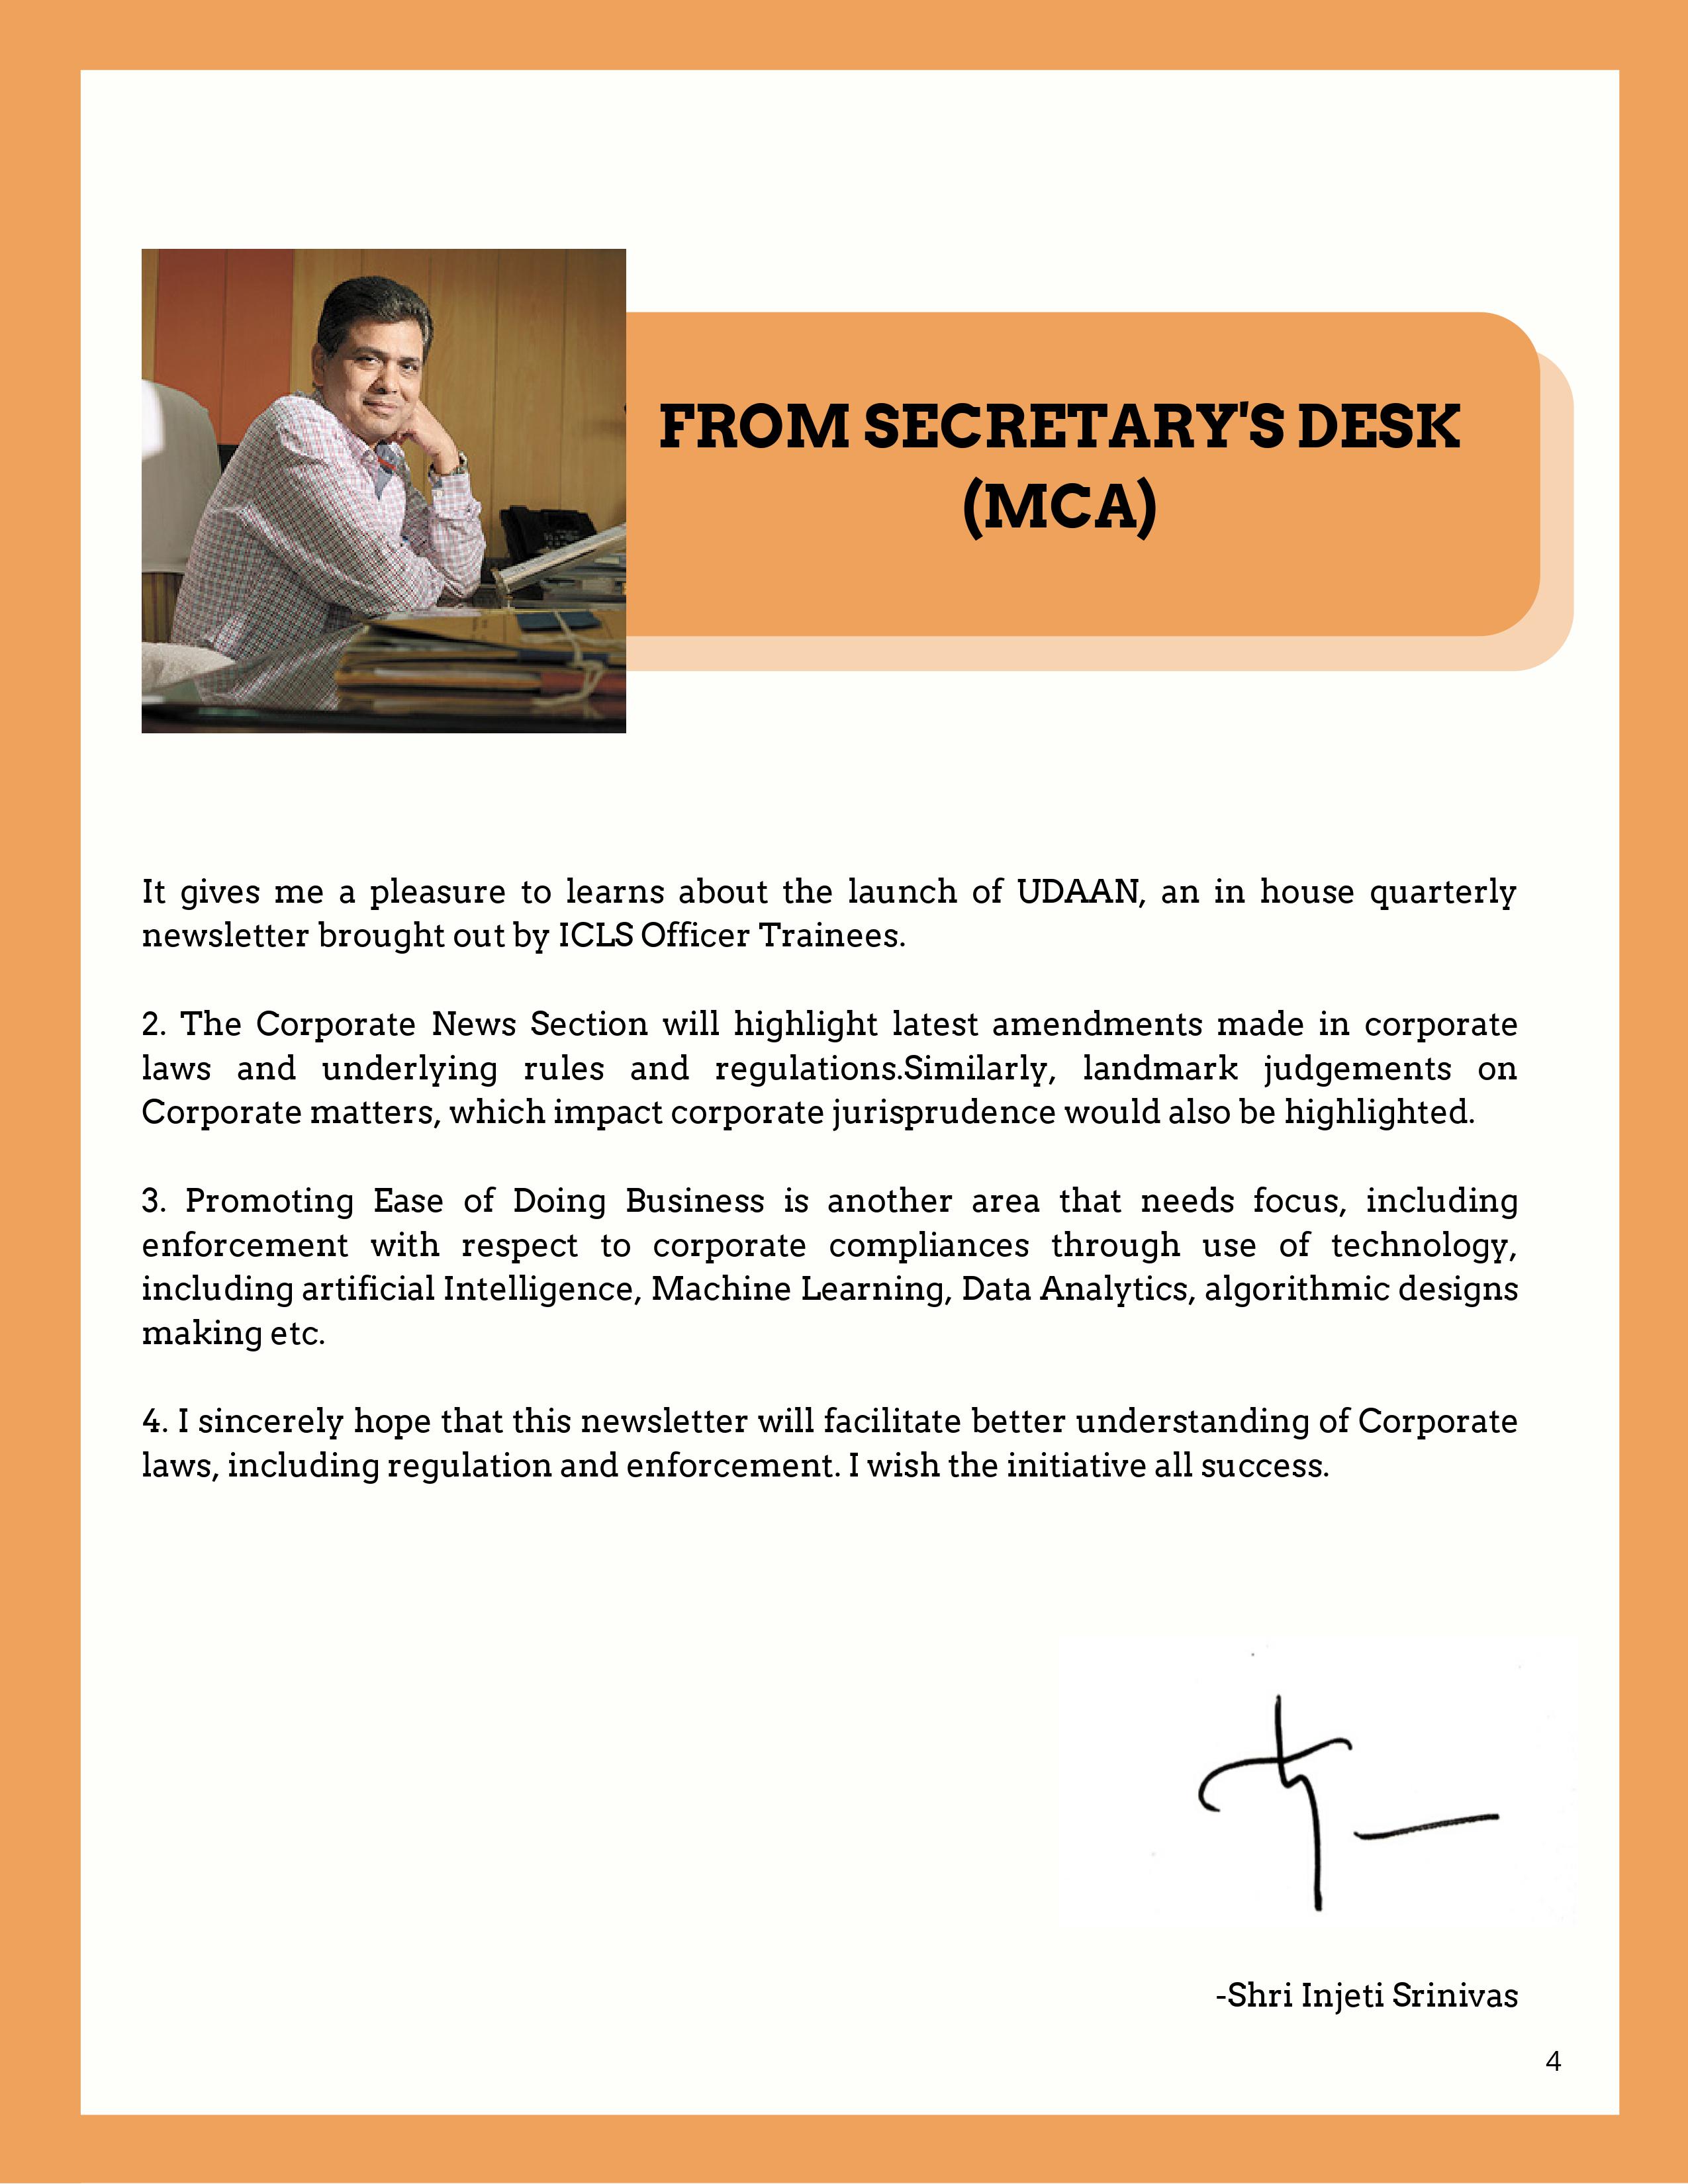 FROM SECRETARY'S DESK
(MCA)
It gives me a pleasure to learns about the launch of UDAAN, an in house quarterly
newsletter brought out by ICLS Officer Trainees.
2. The Corporate News Section will highlight latest amendments made in corporate
laws and underlying rules and regulations.Similarly, landmark judgements on
Corporate matters, which impact corporate jurisprudence would also be highlighted.
3. Promoting Ease of Doing Business is another area that needs focus, including
enforcement with respect to corporate compliances through use of technology,
including artificial Intelligence, Machine Learning, Data Analytics, algorithmic designs
making etc.
4. I sincerely hope that this newsletter will facilitate better understanding of Corporate
laws, including regulation and enforcement. I wish the initiative all success.
-Shri Injeti Srinivas
4